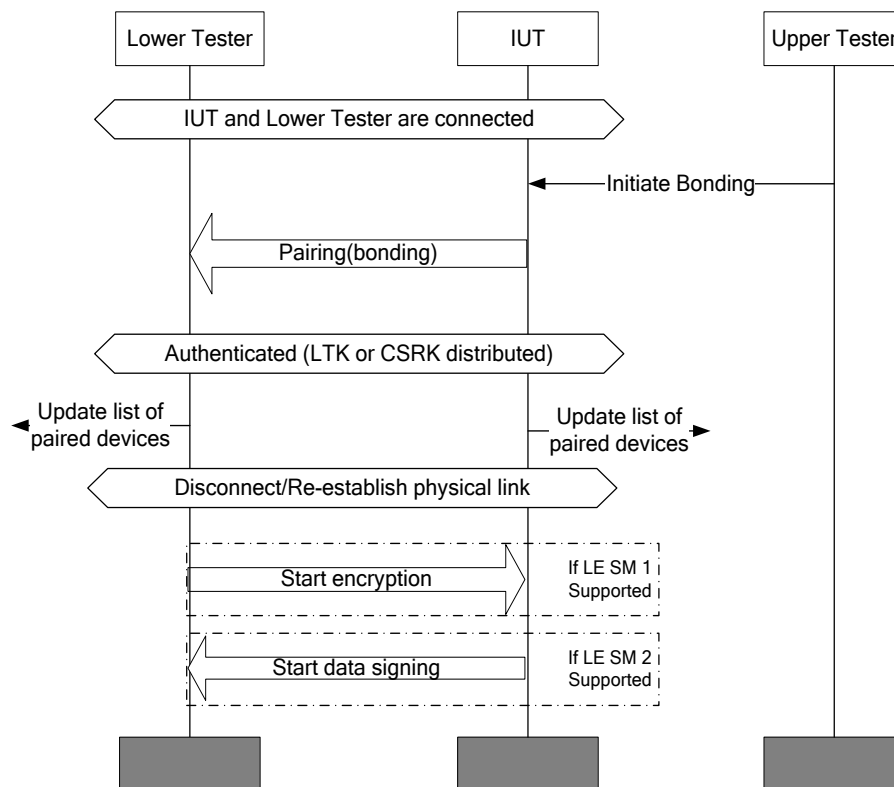 Lower Tester
IUT
Upper Tester
IUT and Lower Tester are connected
Initiate Bonding
Pairing(bonding)
Authenticated (LTK or CSRK distributed)
Update list of
paired devices
Update list of
paired devices
Disconnect/Re-establish physical link
Start encryption
If LE SM 1
Supported
Start data signing
If LE SM 2
Supported